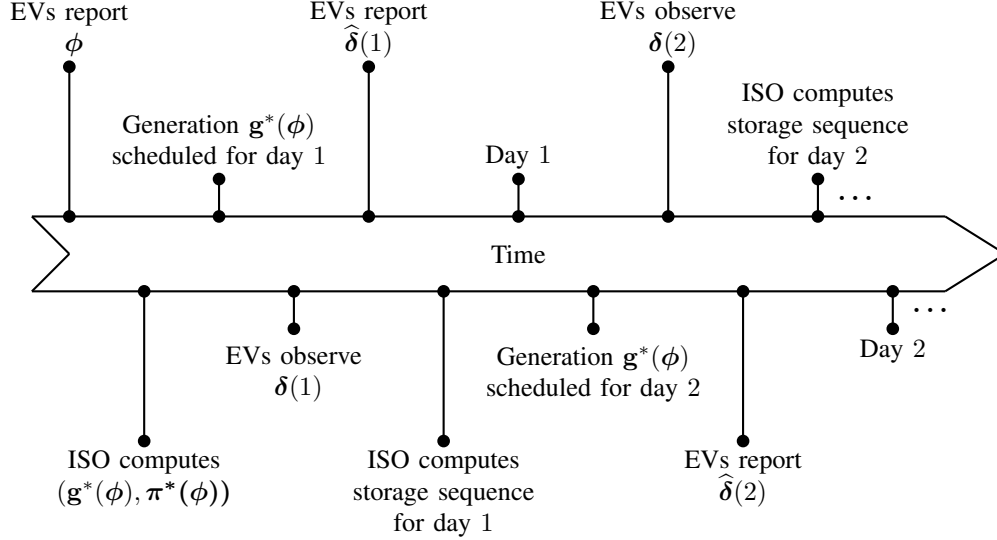 EVs report
ϕ
EVs report
δ̂(1)
EVs observe
δ(2)
Generation g*(ϕ)
scheduled for day 1
Day 1
ISO computes
storage sequence
for day 2
...
Time
...
EVs observe
δ(1)
Generation g*(ϕ)
scheduled for day 2
Day 2
ISO computes
(g*(ϕ), π*(ϕ))
ISO computes
storage sequence
for day 1
EVs report
δ̂(2)